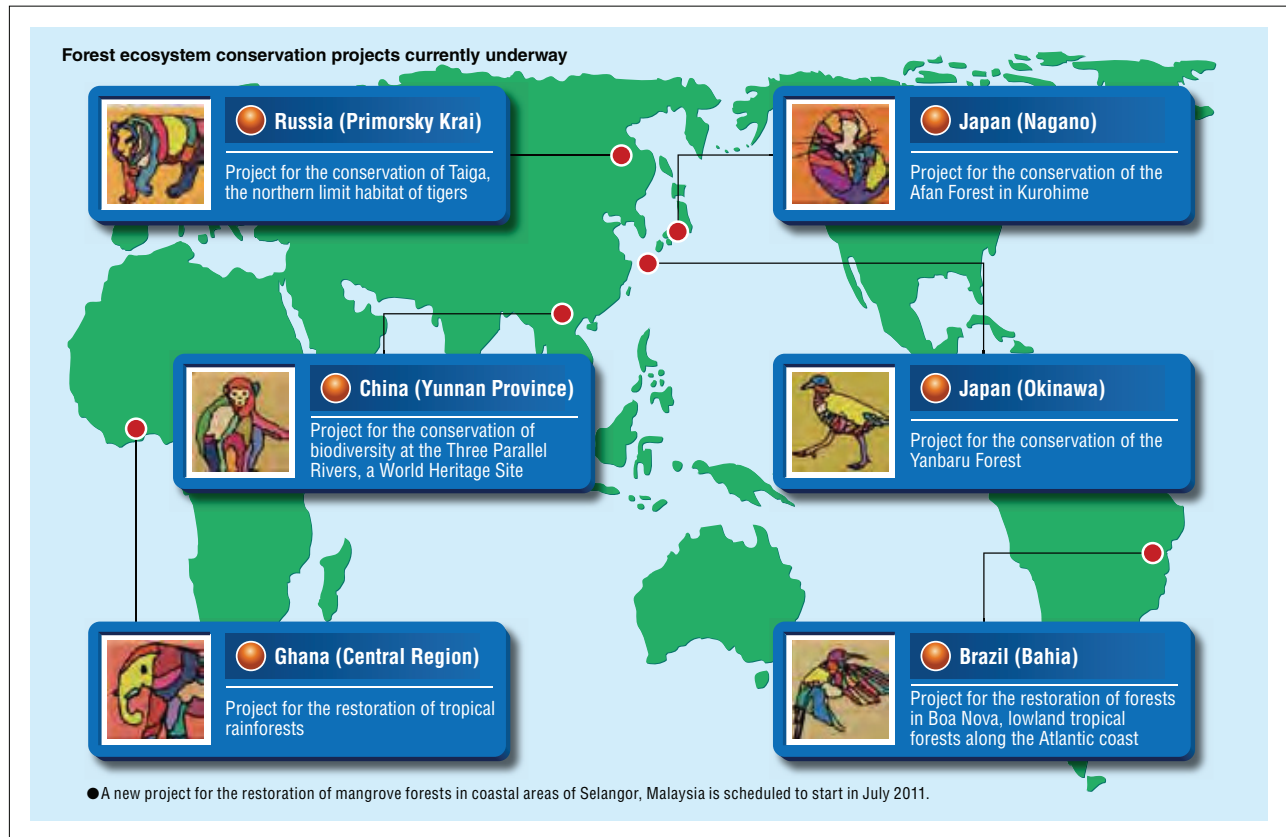 Forest ecosystem conservation projects currently underway
Russia (Primorsky Krai)
Project for the conservation of Taiga,
the northern limit habitat of tigers
Japan (Nagano)
Project for the conservation of the
Afan Forest in Kurohime
China (Yunnan Province)
Project for the conservation of
biodiversity at the Three Parallel
Rivers, a World Heritage Site
Japan (Okinawa)
Project for the conservation of the
Yanbaru Forest
Ghana (Central Region)
Project for the restoration of tropical
rainforests
Brazil (Bahia)
Project for the restoration of forests
in Boa Nova, lowland tropical
forests along the Atlantic coast
●A new project for the restoration of mangrove forests in coastal areas of Selangor, Malaysia is scheduled to start in July 2011.